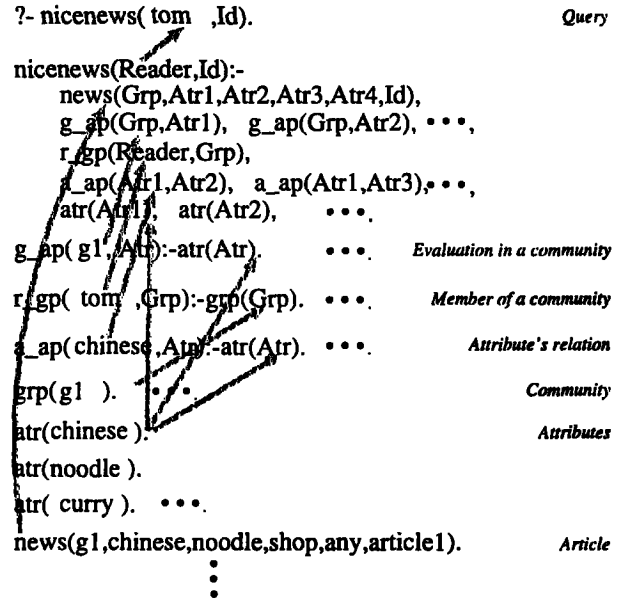 ?- nicenews( tom ,Id). Query
nicenews(Reader,Id):-
news(Grp,Atr1,Atr2,Atr3,Atr4,Id),
g_ap(Grp,Atr1), g_ap(Grp,Atr2), •••,
r_gp(Reader,Grp),
a_ap(Atr1,Atr2), a_ap(Atr1,Atr3),•••,
atr(Atr1), atr(Atr2), •••.
g_ap( g1 ,Atr):-atr(Atr). •••. Evaluation in a community
r_gp( tom ,Grp):-grp(Grp). •••. Member of a community
a_ap( chinese ,Atr):-atr(Atr). •••. Attribute's relation
grp(g1 ). •••. Community
atr(chinese ). Attributes
atr(noodle ).
atr( curry ). •••.
news(g1,chinese,noodle,shop,any,article1). Article